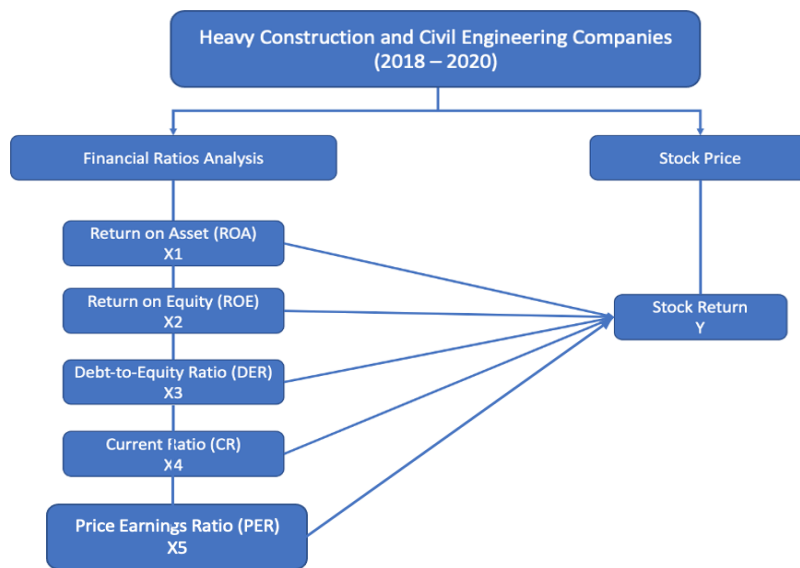 Heavy Construction and Civil Engineering Companies
(2018 – 2020)
Financial Ratios Analysis
Stock Price
Return on Asset (ROA)
X1
Return on Equity (ROE)
X2
Stock Return
Y
Debt-to-Equity Ratio (DER)
X3
Current Ratio (CR)
X4
Price Earnings Ratio (PER)
X5